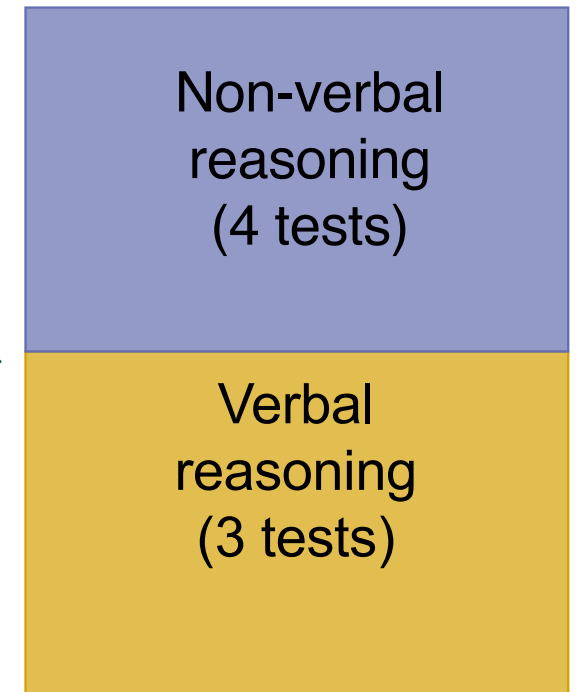 Non-verbal
reasoning
(4 tests)
Verbal
reasoning
(3 tests)